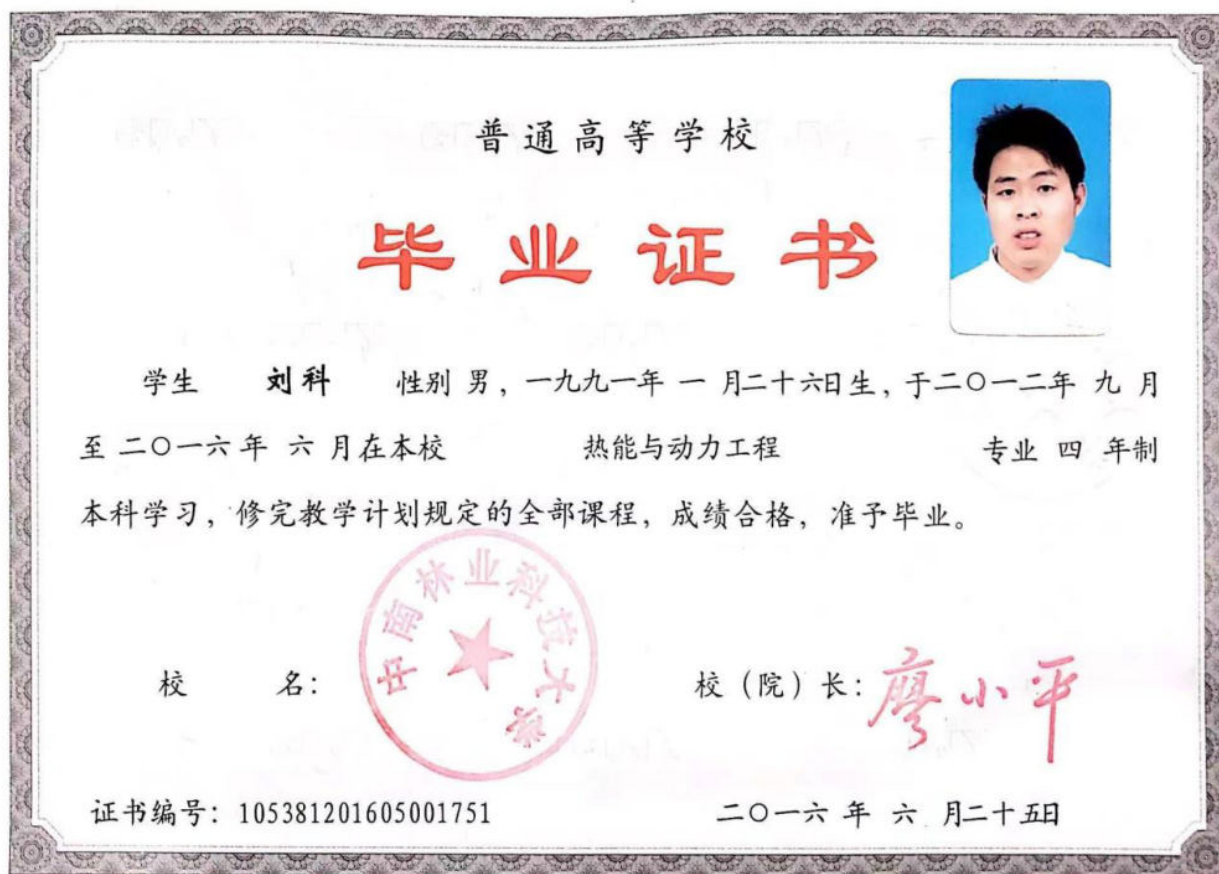 普通高等学校
毕业证书
学生 刘科 性别 男，一九九一年 一 月二十六日生，于二〇一二年 九 月
至 二〇一六 年 六 月在本校 热能与动力工程 专业 四 年制
本科学习，修完教学计划规定的全部课程，成绩合格，准予毕业。
中南林业科技大学
校 名： 校（院）长：廖小平
证书编号：105381201605001751 二〇一六 年 六 月二十五日